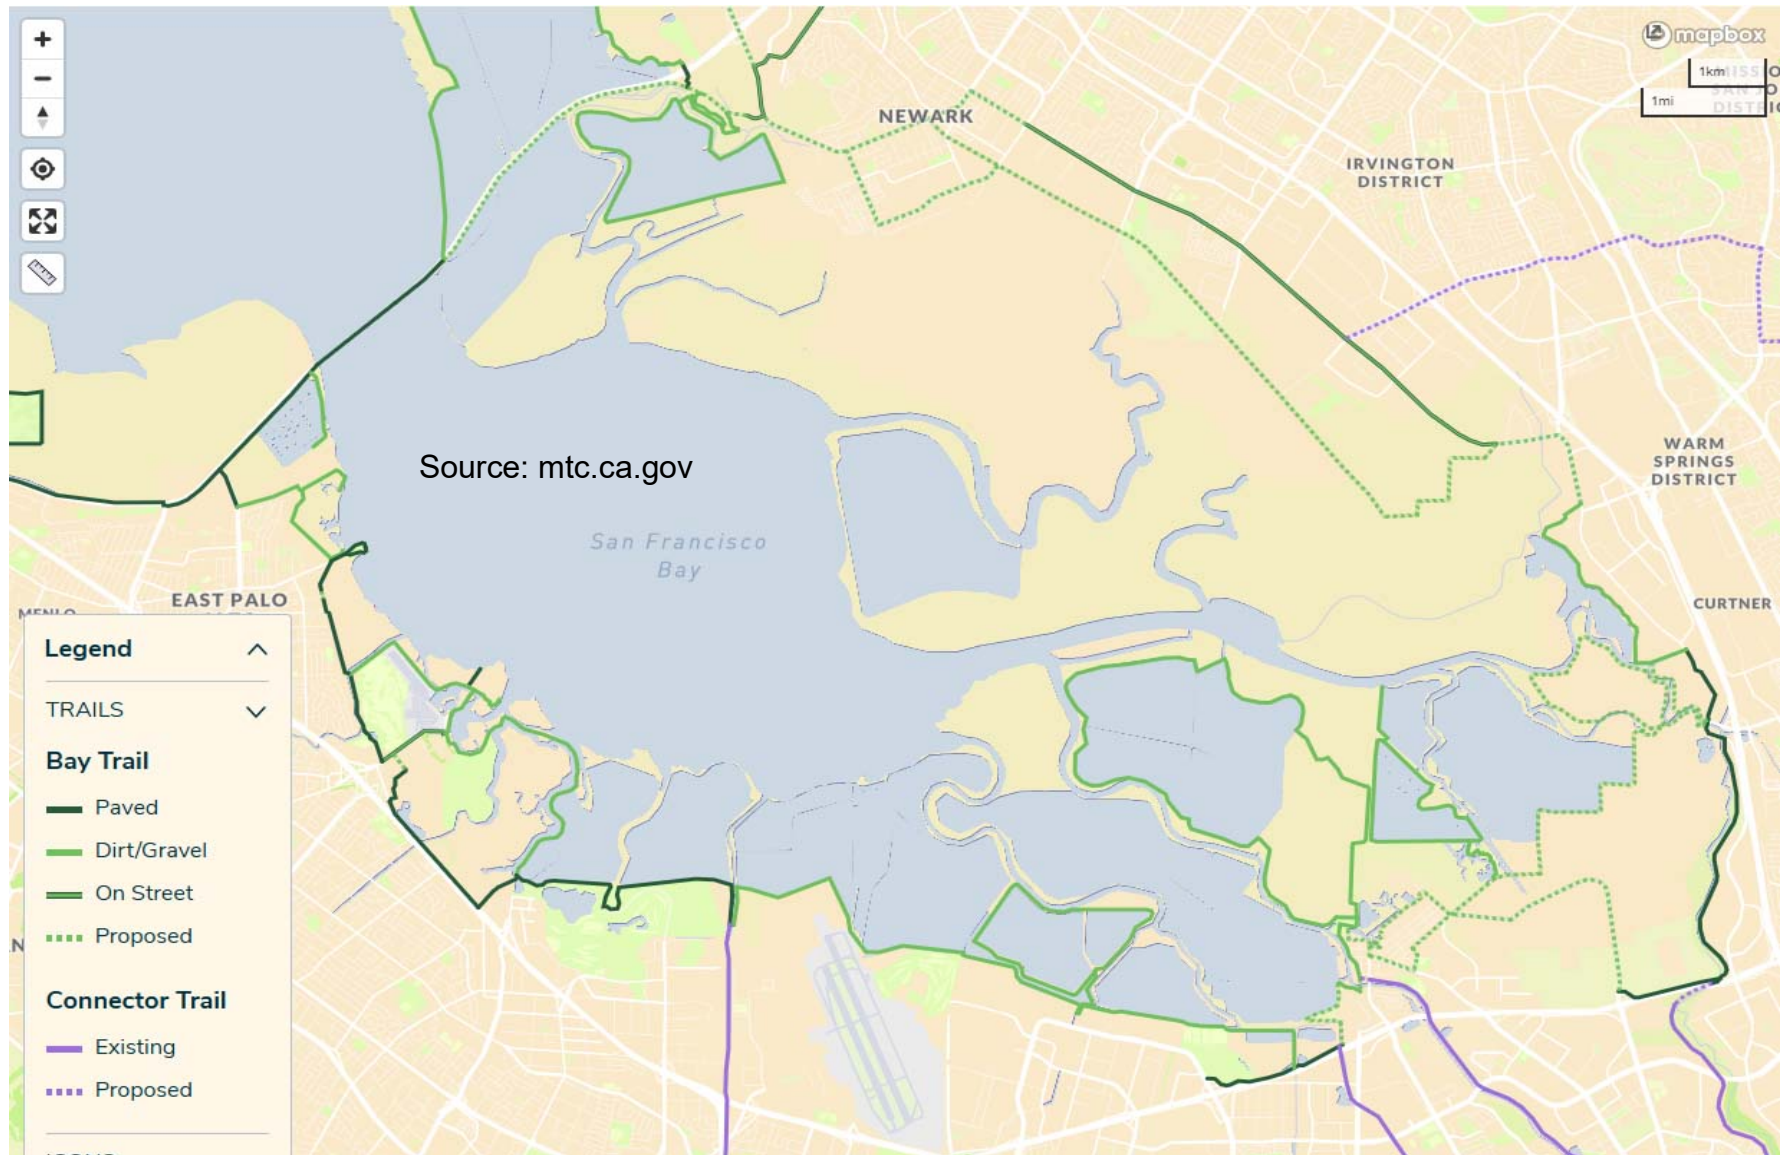 mapbox
1km
1mi
NEWARK
IRVINGTON
DISTRICT
Source: mtc.ca.gov
San Francisco
Bay
WARM
SPRINGS
DISTRICT
EAST PALO
CURTNER
Legend
TRAILS
Bay Trail
Paved
Dirt/Gravel
On Street
Proposed
Connector Trail
Existing
Proposed